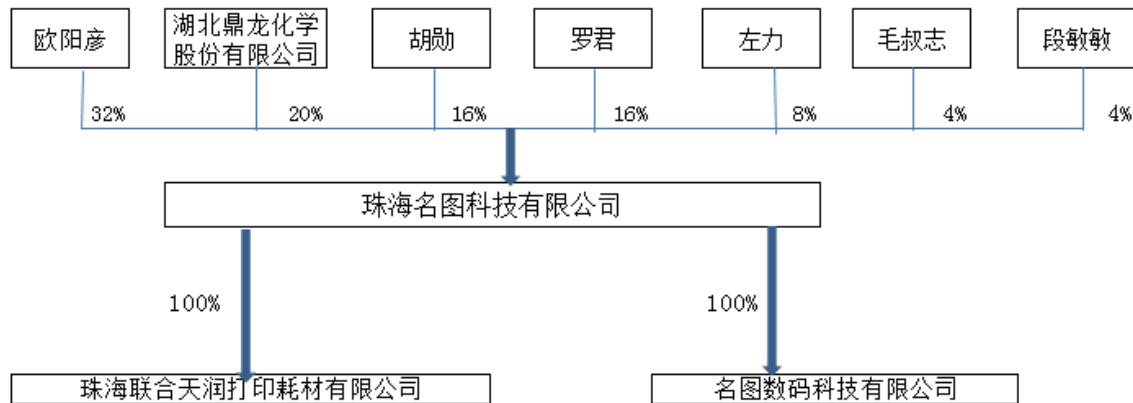 欧阳彦
湖北鼎龙化学
股份有限公司
胡勋
罗君
左力
毛叔志
段敏敏
32%
20%
16%
16%
8%
4%
4%
珠海名图科技有限公司
100%
100%
珠海联合天润打印耗材有限公司
名图数码科技有限公司